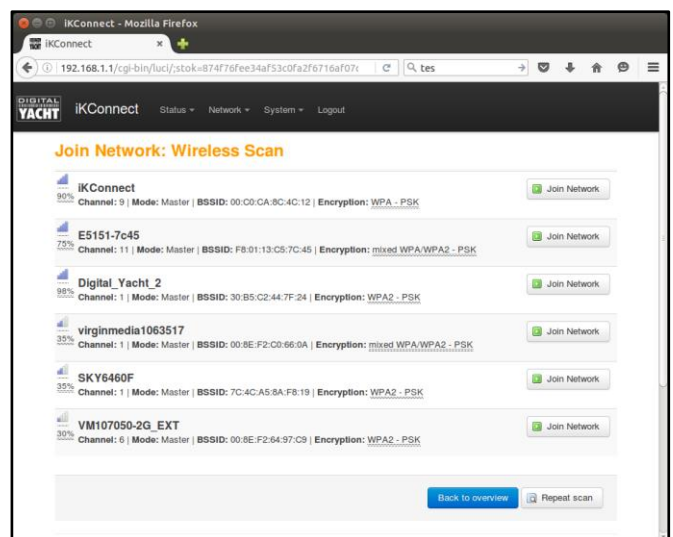 iKConnect - Mozilla Firefox
iKConnect ×
192.168.1.1/cgi-bin/luci/;stok=874f76fee34af53c0fa2f6716af07c
tes
DIGITAL
YACHT
iKConnect Status Network System Logout
Join Network: Wireless Scan
90% iKConnect Join Network
Channel: 9 | Mode: Master | BSSID: 00:C0:CA:8C:4C:12 | Encryption: WPA - PSK
75% E5151-7c45 Join Network
Channel: 11 | Mode: Master | BSSID: F8:01:13:C5:7C:45 | Encryption: mixed WPA/WPA2 - PSK
98% Digital_Yacht_2 Join Network
Channel: 1 | Mode: Master | BSSID: 30:B5:C2:44:7F:24 | Encryption: WPA2 - PSK
35% virginmedia1063517 Join Network
Channel: 1 | Mode: Master | BSSID: 00:8E:F2:C0:66:0A | Encryption: mixed WPA/WPA2 - PSK
35% SKY6460F Join Network
Channel: 1 | Mode: Master | BSSID: 7C:4C:A5:8A:F8:19 | Encryption: WPA2 - PSK
30% VM107050-2G_EXT Join Network
Channel: 6 | Mode: Master | BSSID: 00:8E:F2:64:97:C9 | Encryption: WPA2 - PSK
Back to overview Repeat scan